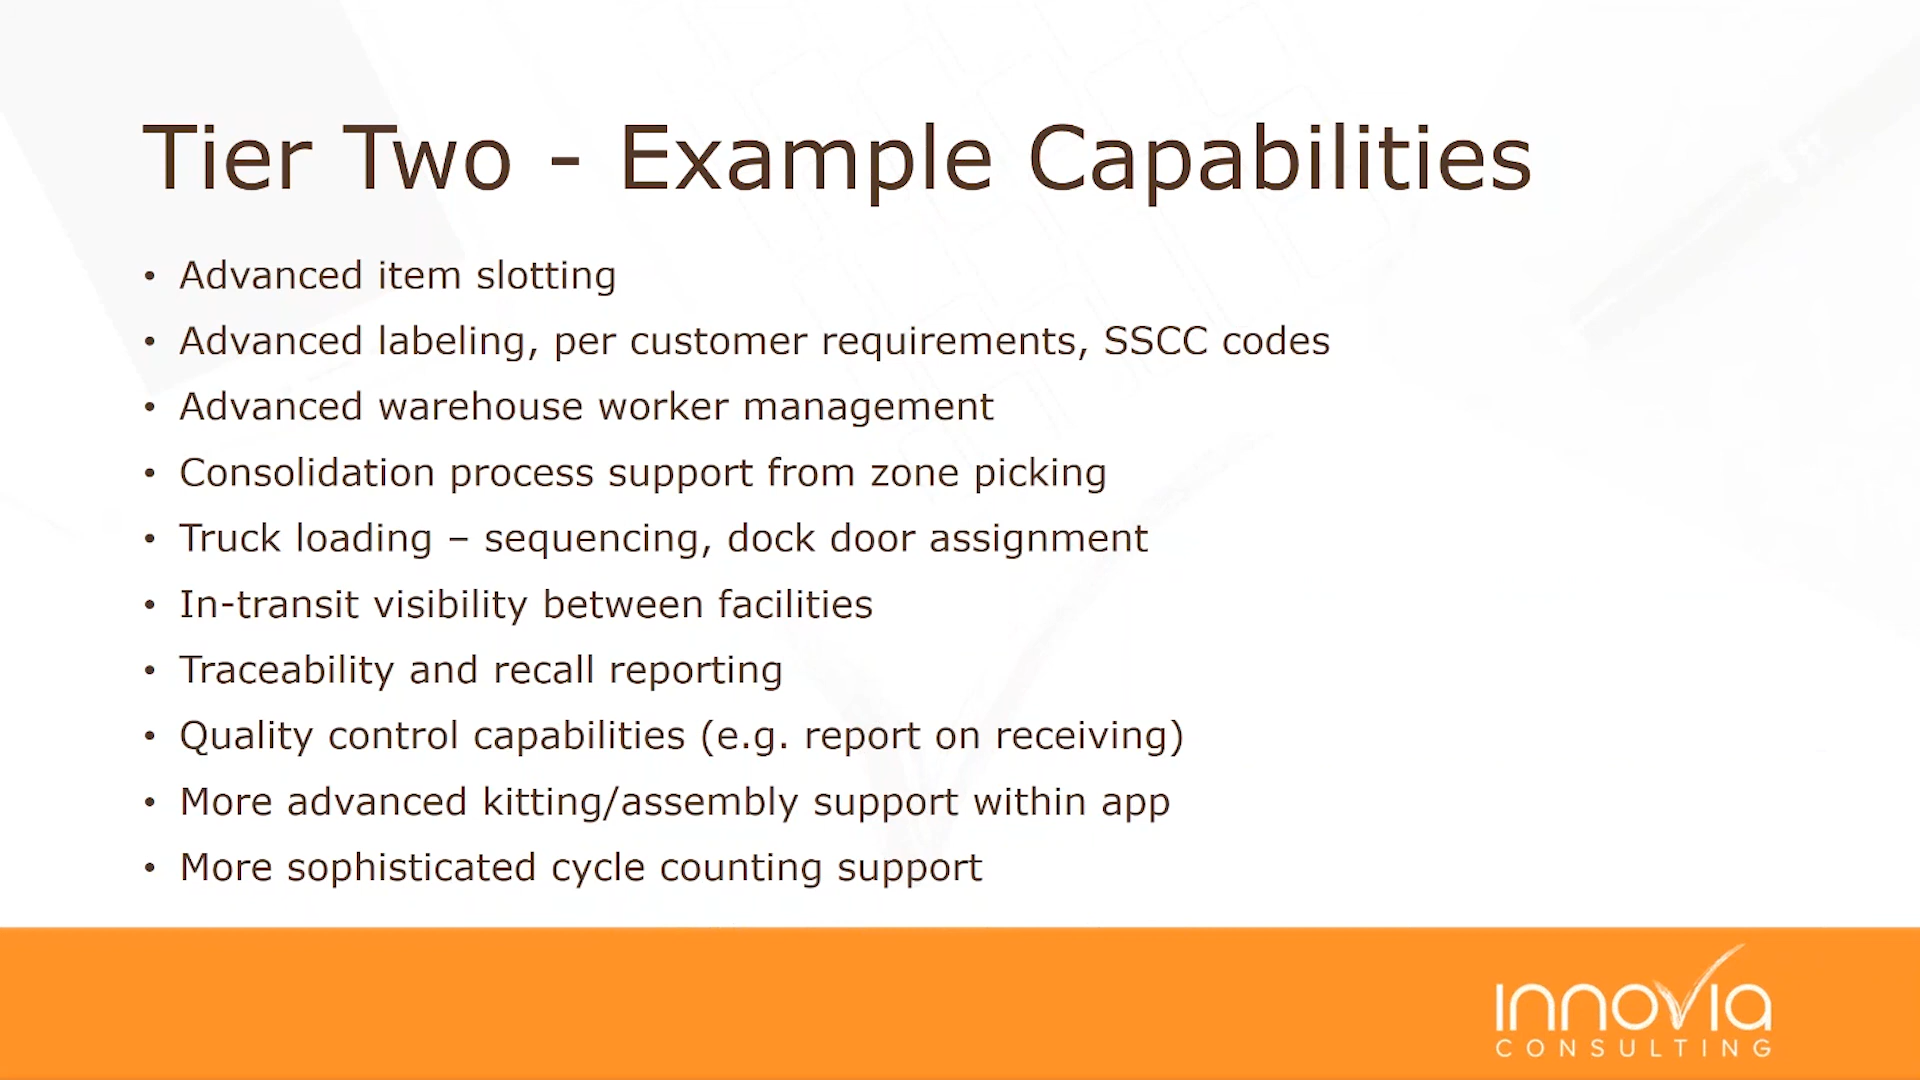 Tier Two - Example Capabilities
• Advanced item slotting
• Advanced labeling, per customer requirements, SSCC codes
• Advanced warehouse worker management
• Consolidation process support from zone picking
• Truck loading – sequencing, dock door assignment
• In-transit visibility between facilities
• Traceability and recall reporting
• Quality control capabilities (e.g. report on receiving)
• More advanced kitting/assembly support within app
• More sophisticated cycle counting support
innovia
CONSULTING